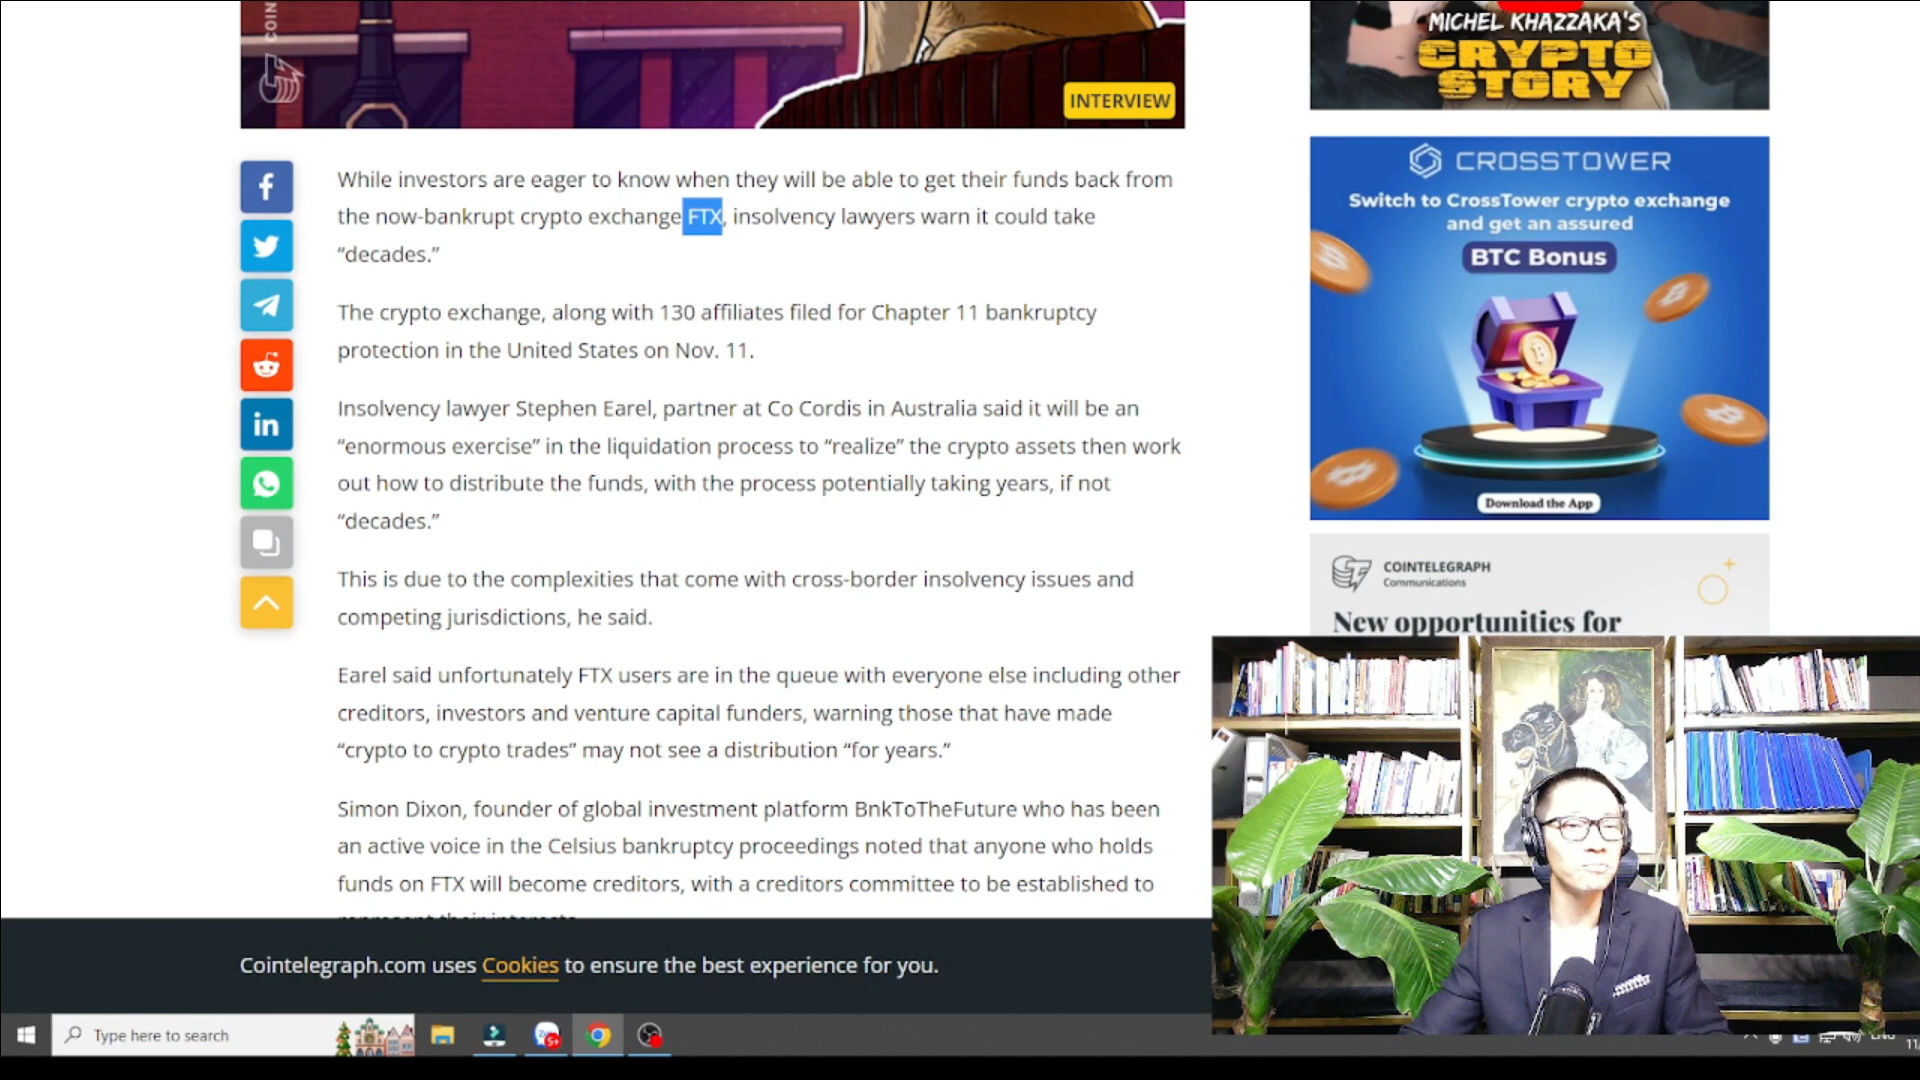 COIN
INTERVIEW
MICHEL KHAZZAKA'S
CRYPTO
STORY
While investors are eager to know when they will be able to get their funds back from
the now-bankrupt crypto exchange FTX, insolvency lawyers warn it could take
“decades.”
The crypto exchange, along with 130 affiliates filed for Chapter 11 bankruptcy
protection in the United States on Nov. 11.
Insolvency lawyer Stephen Earel, partner at Co Cordis in Australia said it will be an
“enormous exercise” in the liquidation process to “realize” the crypto assets then work
out how to distribute the funds, with the process potentially taking years, if not
“decades.”
This is due to the complexities that come with cross-border insolvency issues and
competing jurisdictions, he said.
Earel said unfortunately FTX users are in the queue with everyone else including other
creditors, investors and venture capital funders, warning those that have made
“crypto to crypto trades” may not see a distribution “for years.”
Simon Dixon, founder of global investment platform BnkToTheFuture who has been
an active voice in the Celsius bankruptcy proceedings noted that anyone who holds
funds on FTX will become creditors, with a creditors committee to be established to
represent their interests.
CROSSTOWER
Switch to CrossTower crypto exchange
and get an assured
BTC Bonus
Download the App
COINTELEGRAPH
Communications
New opportunities for
Cointelegraph.com uses Cookies to ensure the best experience for you.
Type here to search
5+
ENG
11/